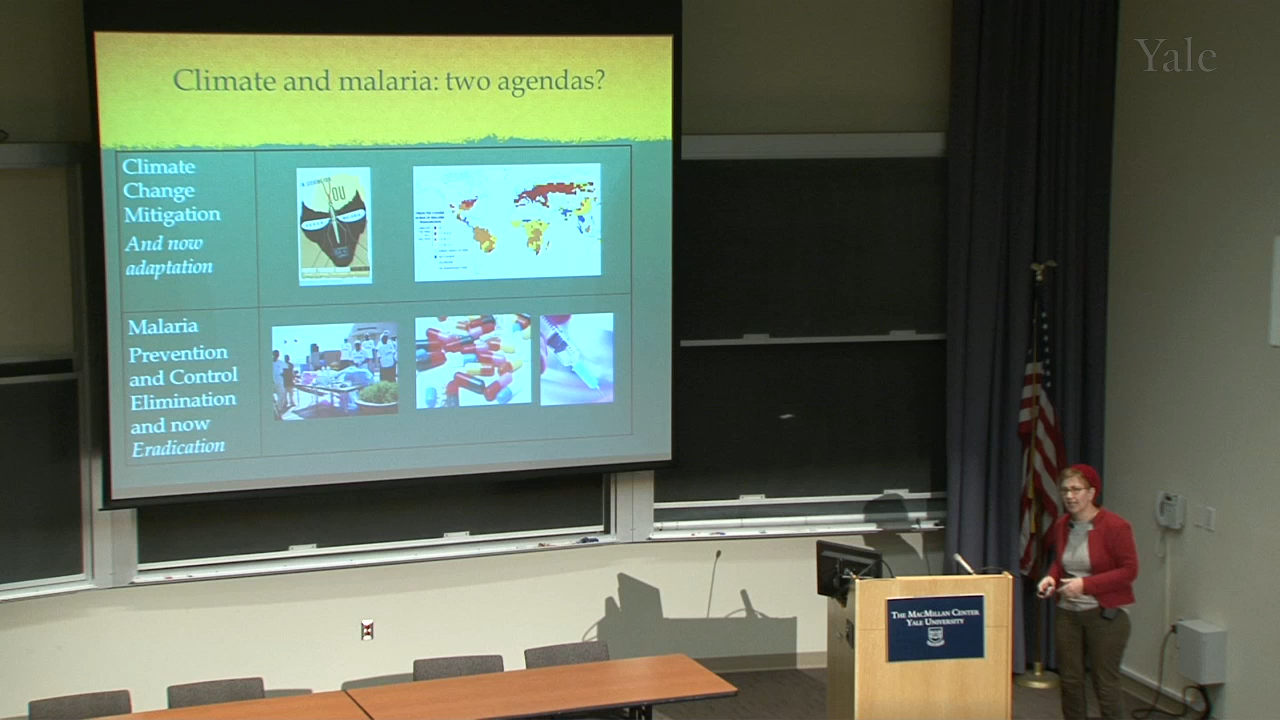 Yale
Climate and malaria: two agendas?
Climate
Change
Mitigation
And now
adaptation
YOU
Malaria
Prevention
and Control
Elimination
and now
Eradication
THE MACMILLAN CENTER
YALE UNIVERSITY